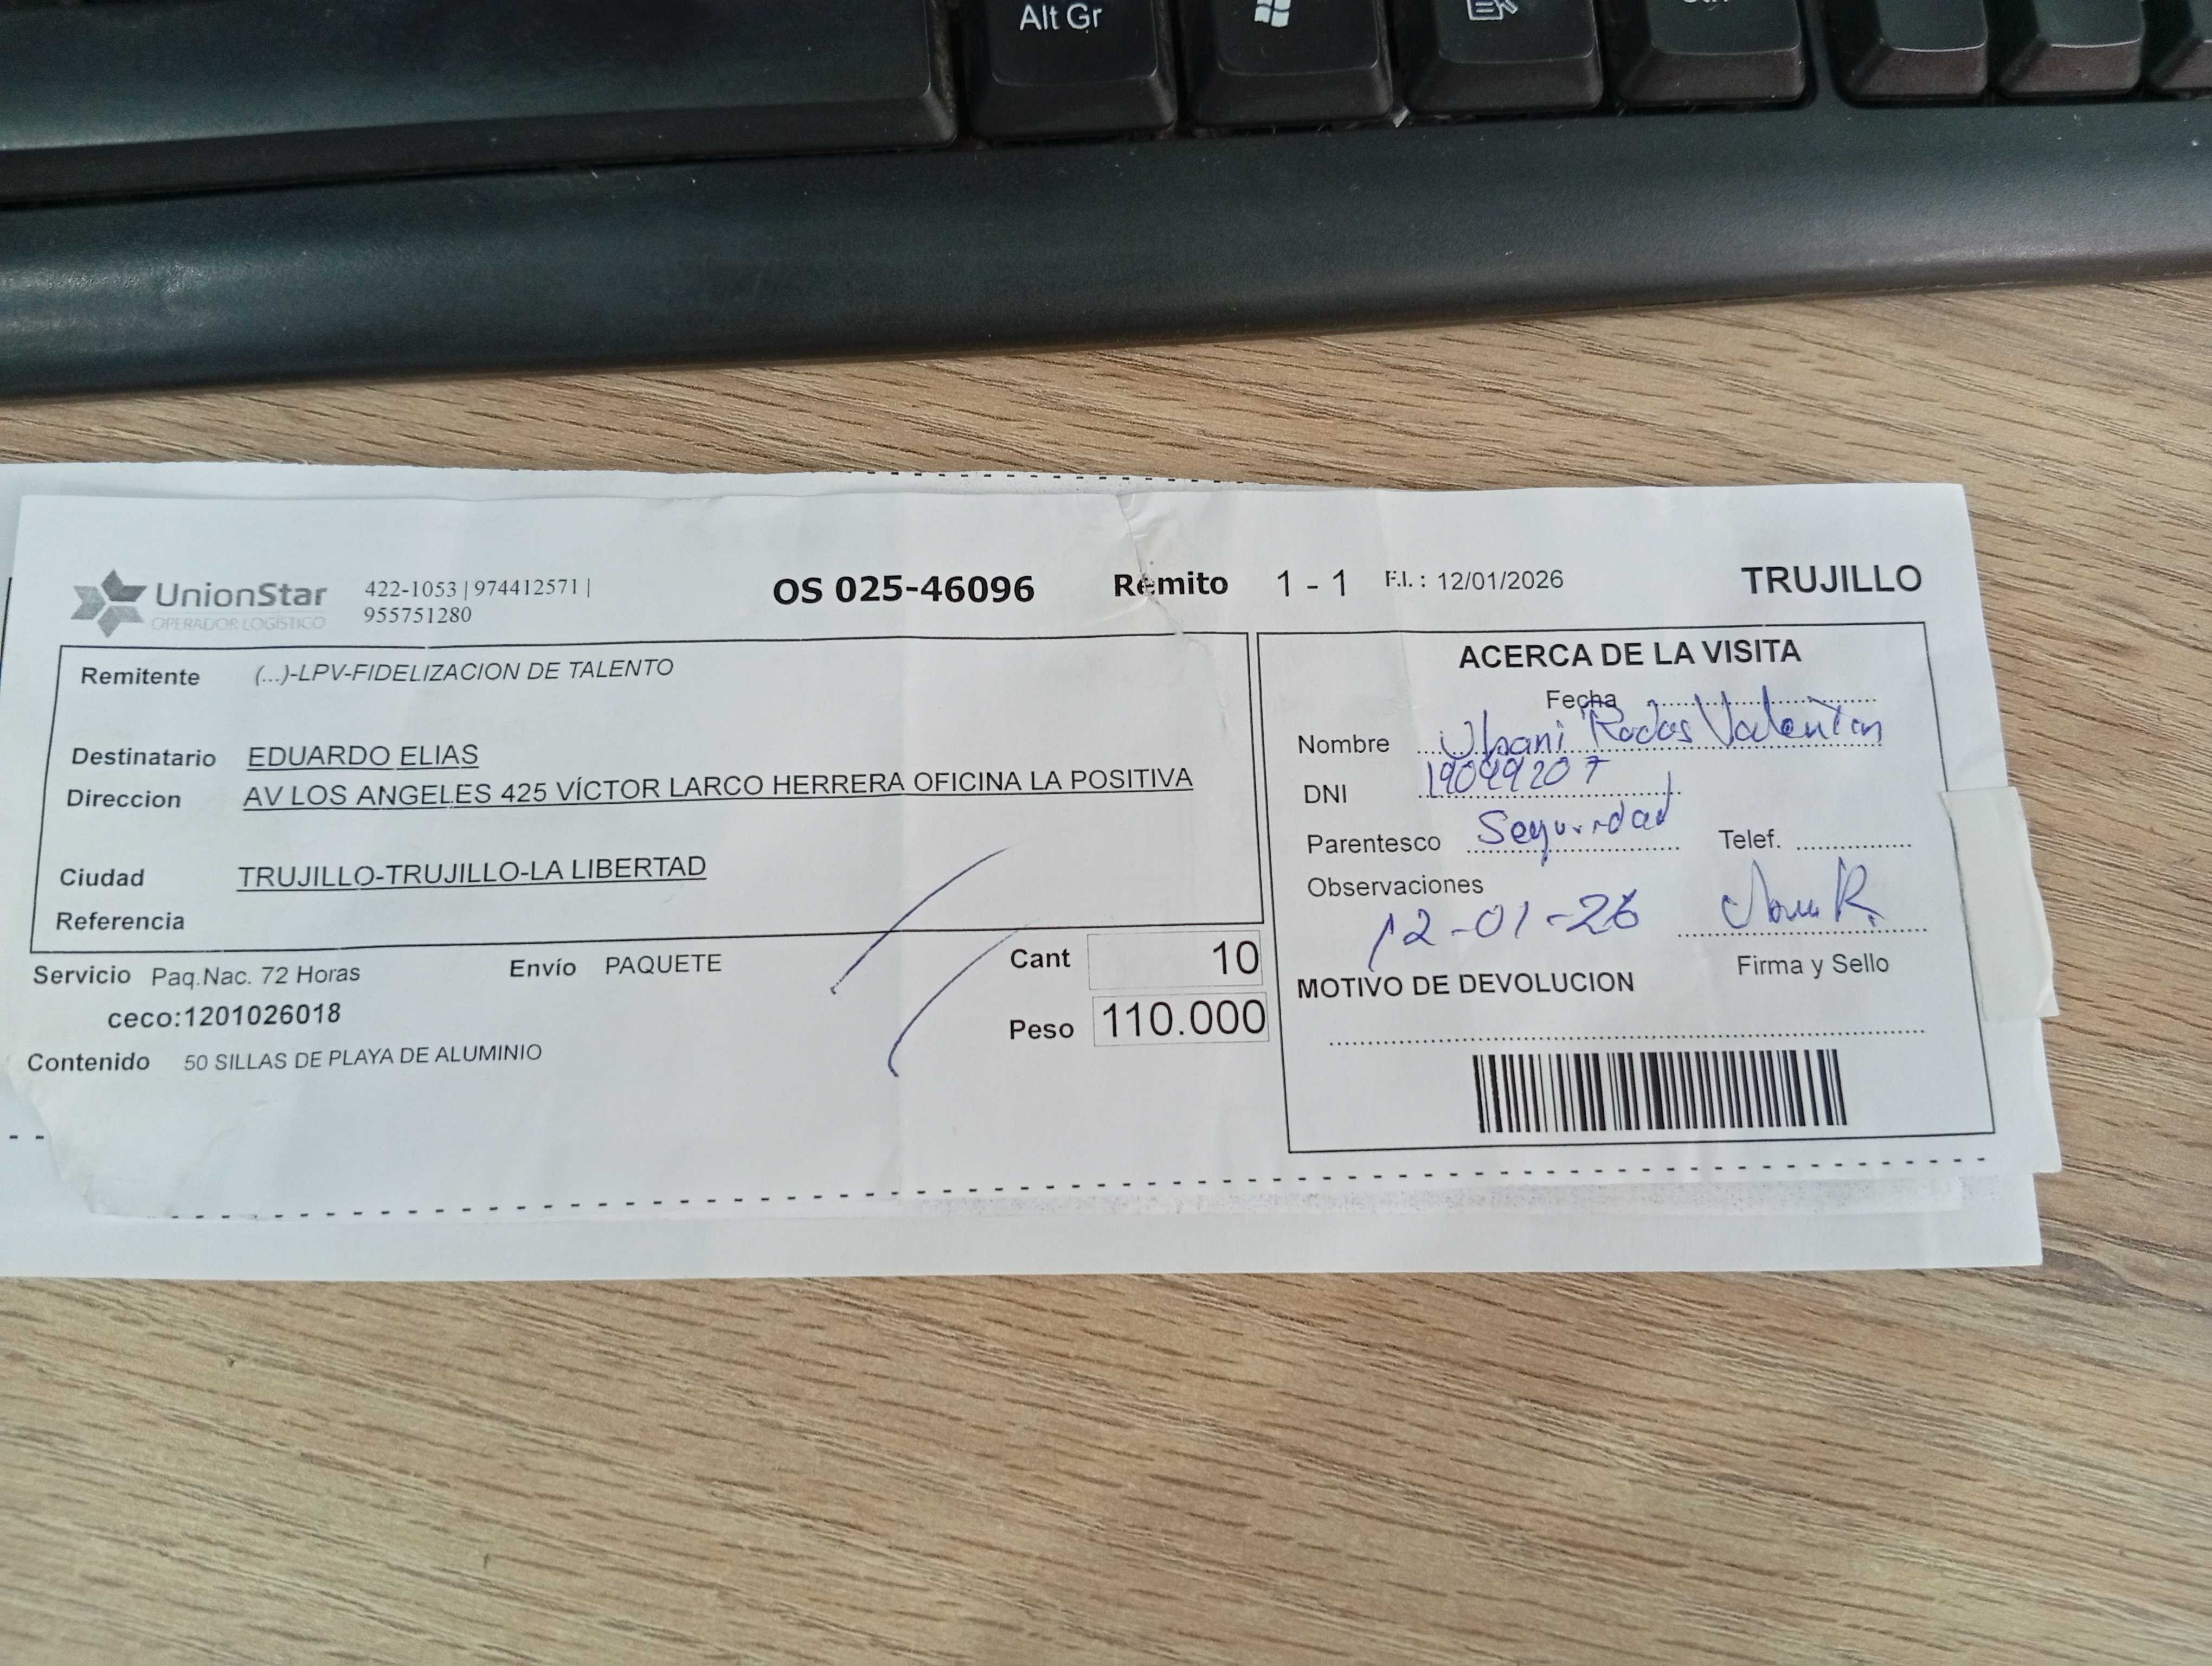 Alt Gr
UnionStar
OPERADOR LOGÍSTICO
422-1053 | 974412571 |
955751280
OS 025-46096
Remito 1 - 1
F.I. : 12/01/2026
TRUJILLO
Remitente (...)-LPV-FIDELIZACION DE TALENTO
Destinatario EDUARDO ELIAS
Direccion AV LOS ANGELES 425 VÍCTOR LARCO HERRERA OFICINA LA POSITIVA
Ciudad TRUJILLO-TRUJILLO-LA LIBERTAD
Referencia
Servicio Paq.Nac. 72 Horas
Envío PAQUETE
Cant 10
ceco:1201026018
Peso 110.000
Contenido 50 SILLAS DE PLAYA DE ALUMINIO
ACERCA DE LA VISITA
Fecha
Nombre Rodas Valentin
DNI 19099207
Parentesco Seguridad
Telef.
Observaciones
12-01-26
Firma y Sello
MOTIVO DE DEVOLUCION